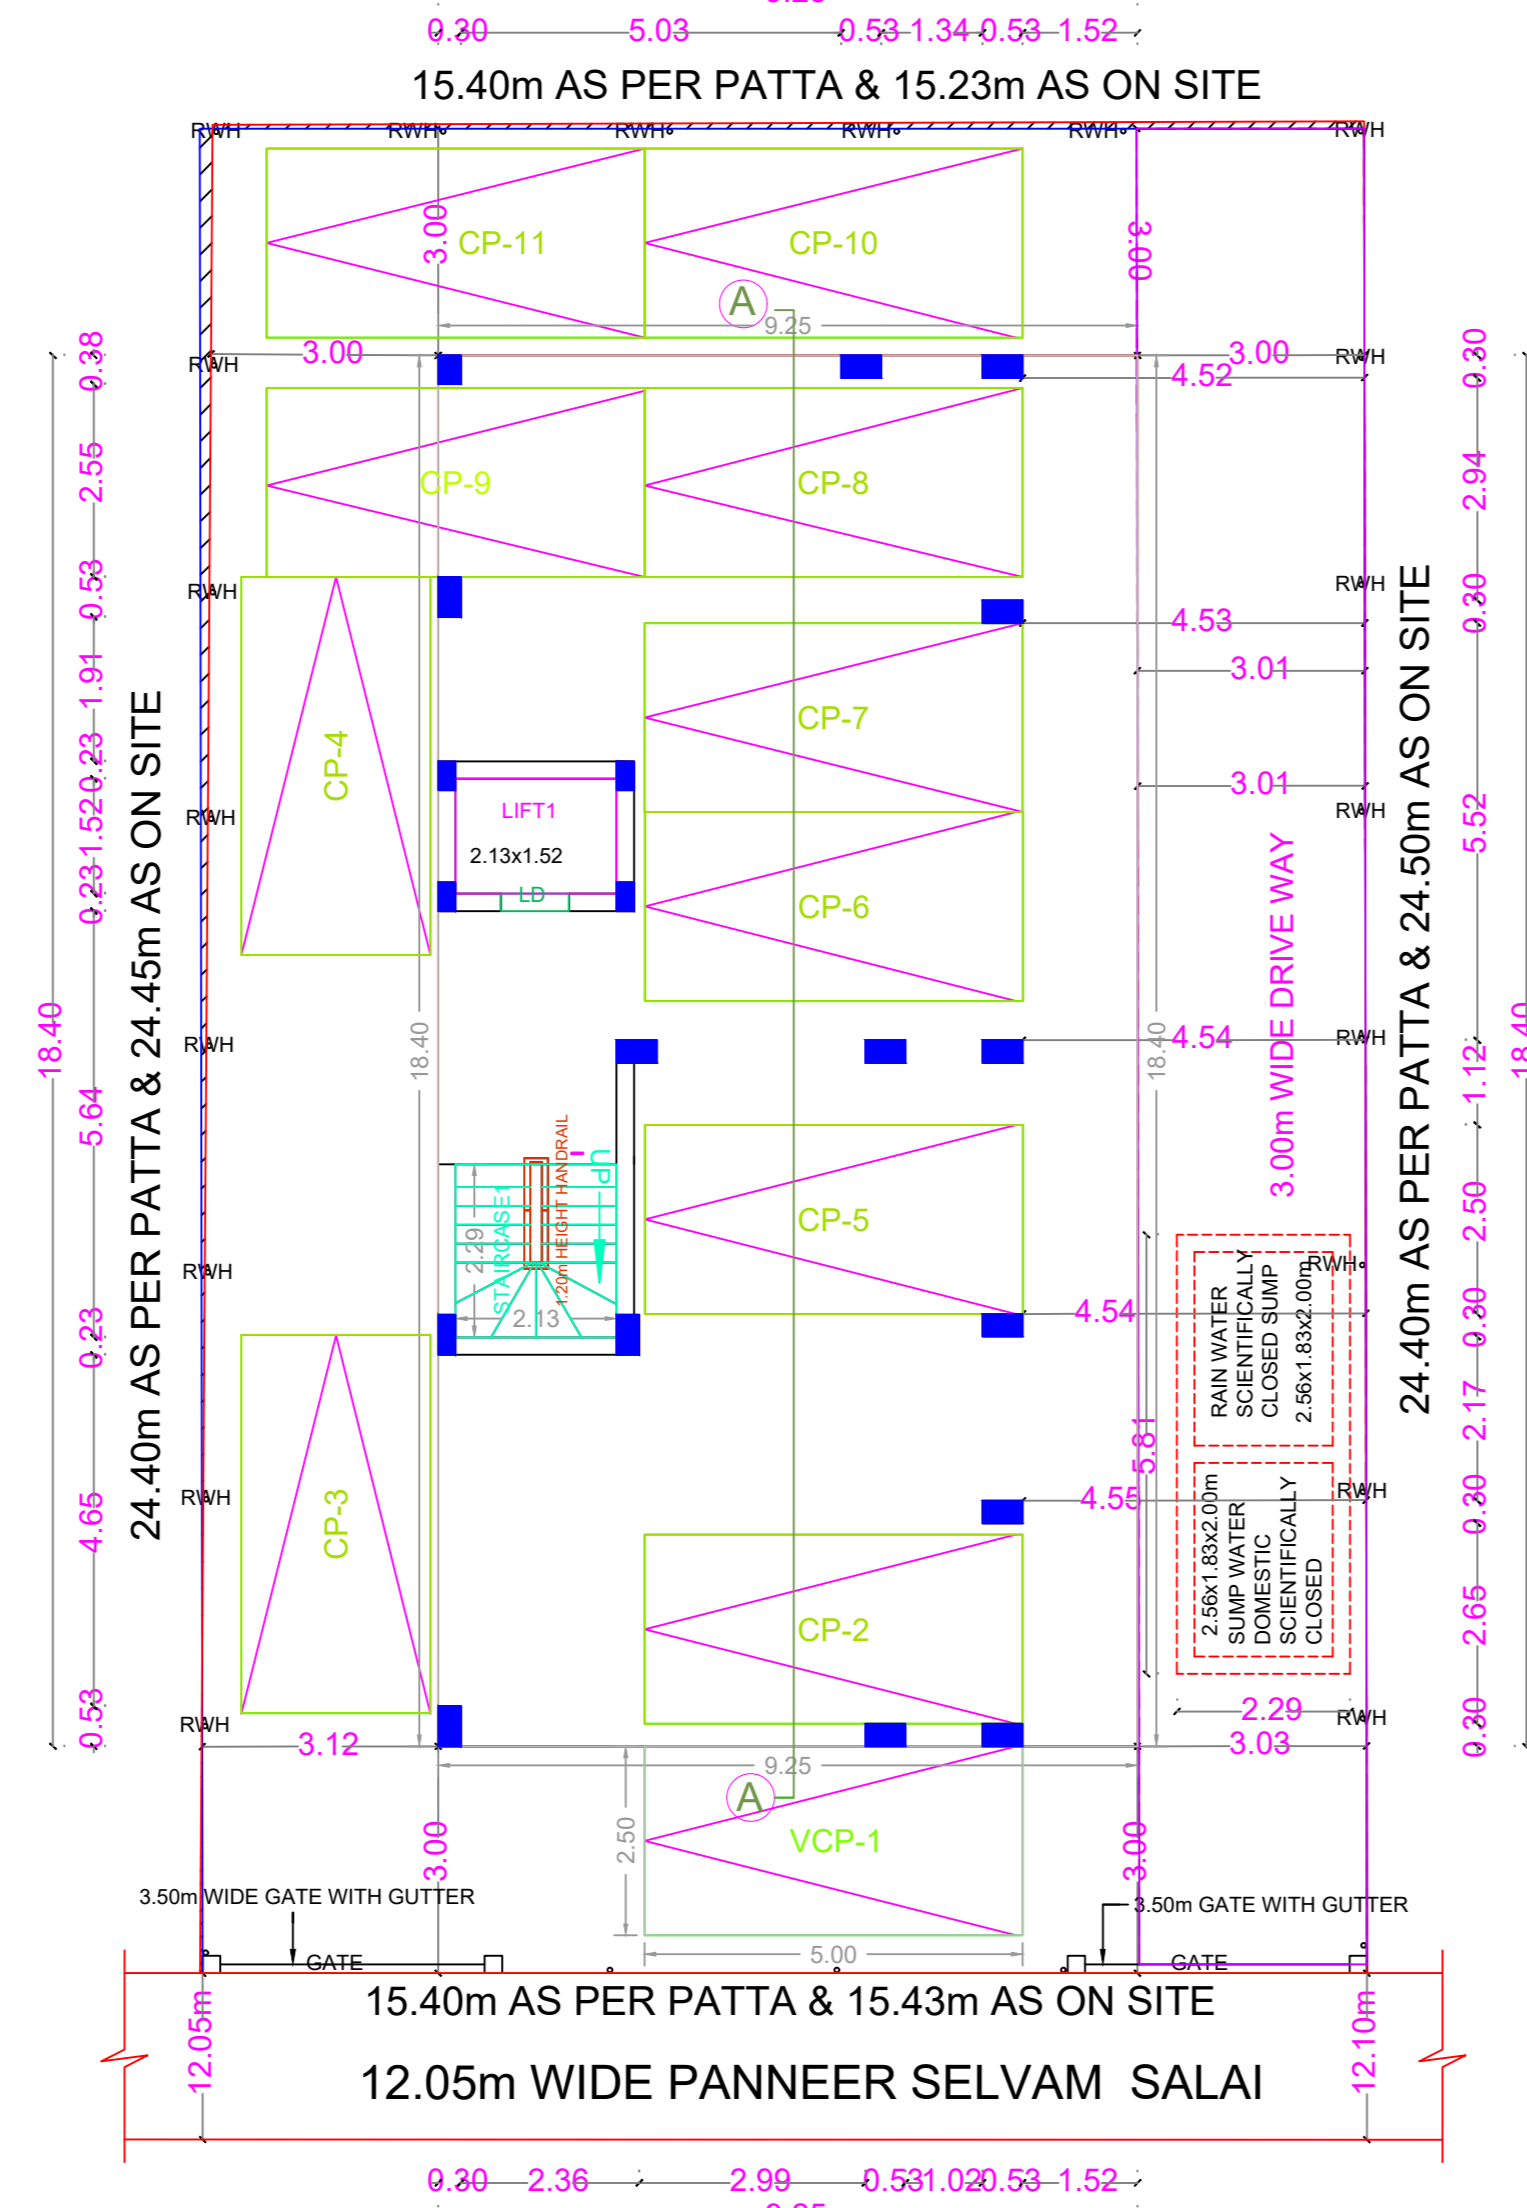 0.30 5.03 0.53 1.34 0.53 1.52
15.40m AS PER PATTA & 15.23m AS ON SITE
RWH RWH RWH RWH RWH RWH
3.00
CP-11
CP-10
3.00
A
9.25
RWH
3.00
3.00
RWH
4.52
0.38
2.55
0.53
1.91
0.23
1.52
0.23
5.64
0.23
4.65
0.53
18.40
24.40m AS PER PATTA & 24.45m AS ON SITE
CP-9
CP-8
RWH
RWH
4.53
3.01
CP-7
CP-4
LIFT1
2.13x1.52
LD
3.01
RWH
RWH
CP-6
3.00m WIDE DRIVE WAY
18.40
18.40
RWH
4.54
RWH
UP
1.20m HEIGHT HANDRAIL
STAIRCASE1
2.29
2.13
CP-5
RWH
RWH
4.54
RAIN WATER
SCIENTIFICALLY
CLOSED SUMP
2.56x1.83x2.00m
5.81
2.56x1.83x2.00m
SUMP WATER
DOMESTIC
SCIENTIFICALLY
CLOSED
RWH
4.55
RWH
CP-3
CP-2
2.29
RWH
RWH
3.12
3.03
9.25
A
2.50
VCP-1
3.00
3.00
5.00
0.30
2.94
0.30
5.52
1.12
2.50
0.30
2.17
0.30
2.65
0.30
18.40
24.40m AS PER PATTA & 24.50m AS ON SITE
3.50m WIDE GATE WITH GUTTER
3.50m GATE WITH GUTTER
GATE
GATE
15.40m AS PER PATTA & 15.43m AS ON SITE
12.05m
12.10m
12.05m WIDE PANNEER SELVAM SALAI
0.30 2.36 2.99 0.53 1.02 0.53 1.52